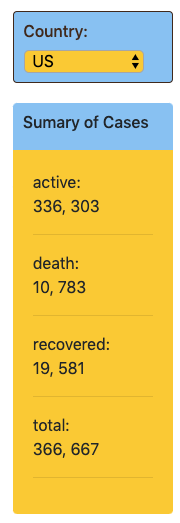 Country:
US
Sumary of Cases
active:
336, 303
death:
10, 783
recovered:
19, 581
total:
366, 667